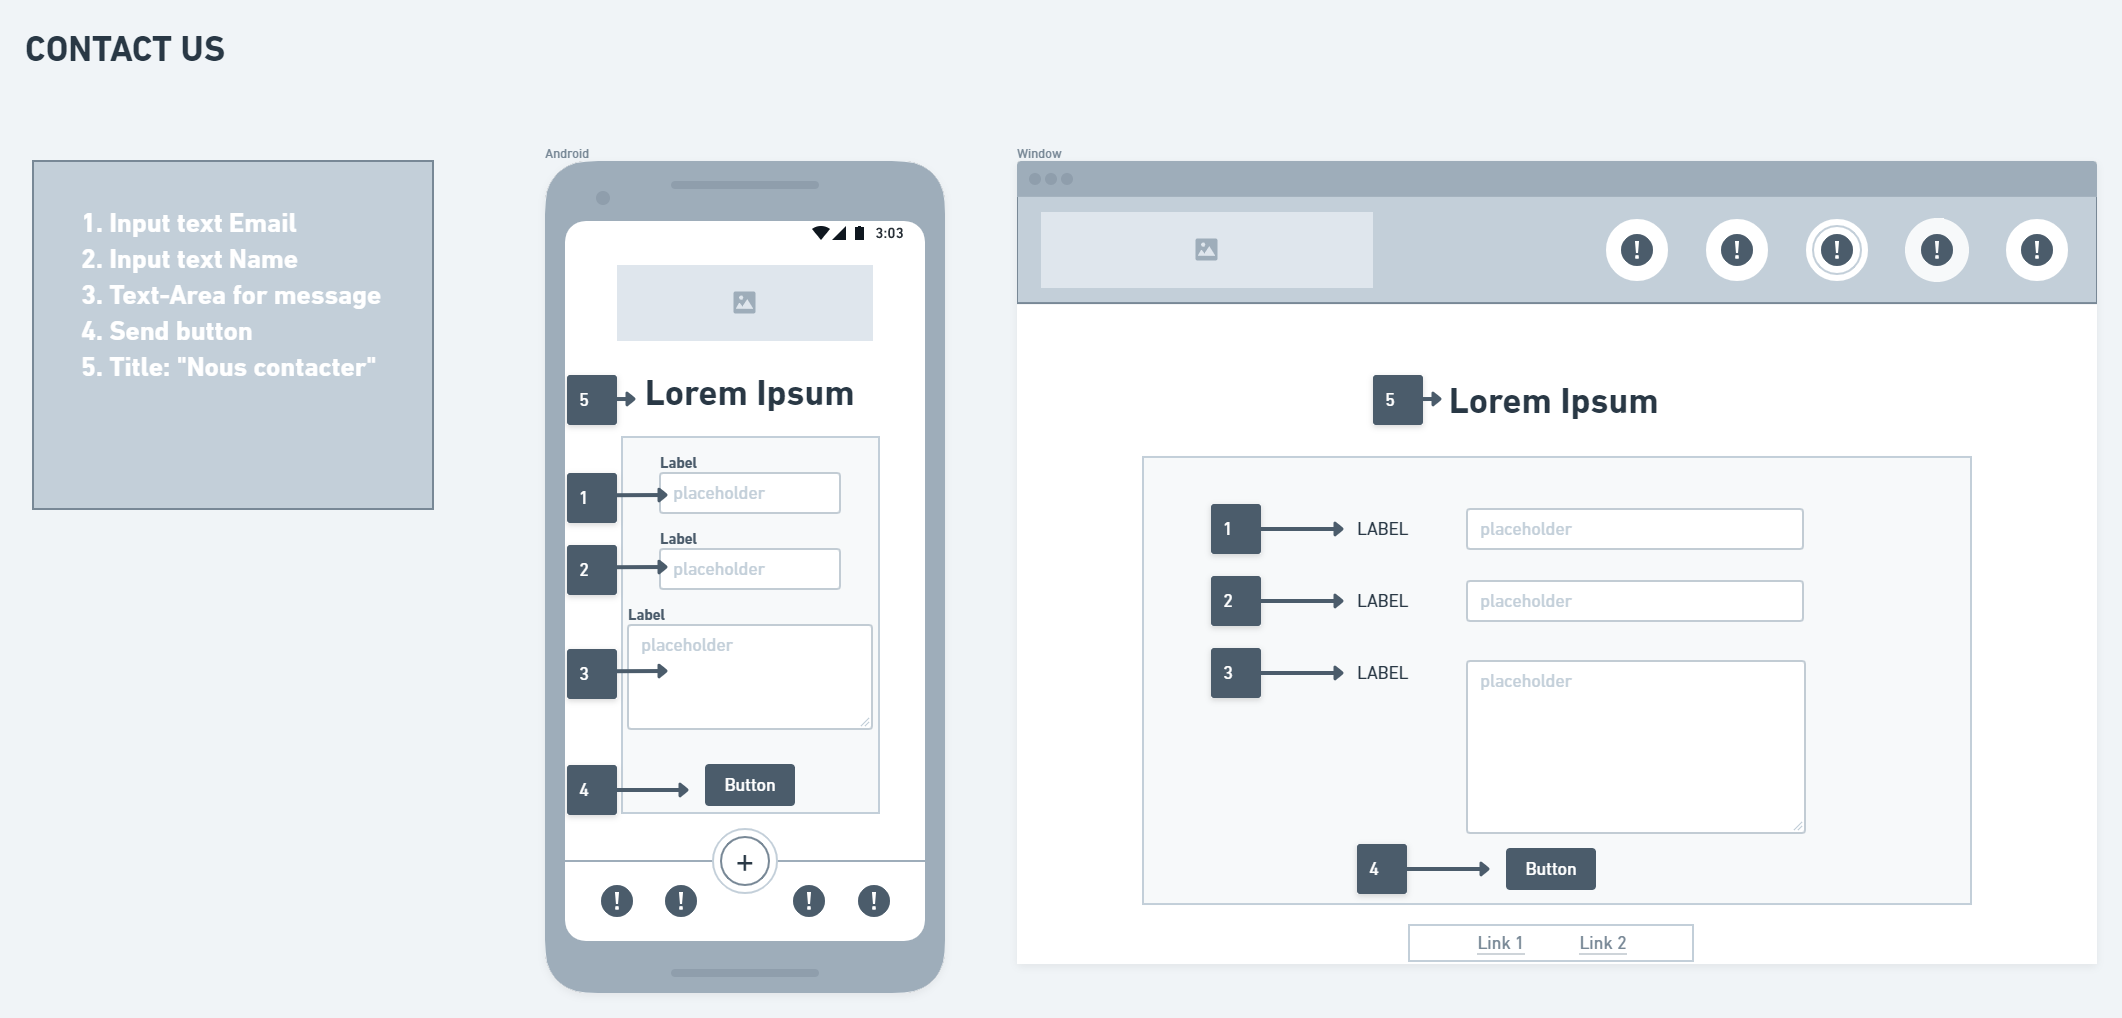 CONTACT US
1. Input text Email
2. Input text Name
3. Text-Area for message
4. Send button
5. Title: "Nous contacter"
Android
3:03
5
Lorem Ipsum
Label
1
placeholder
Label
2
placeholder
Label
placeholder
3
4
Button
+
!
!
!
!
Window
!
!
!
!
!
5
Lorem Ipsum
1
LABEL
placeholder
2
LABEL
placeholder
3
LABEL
placeholder
4
Button
Link 1
Link 2